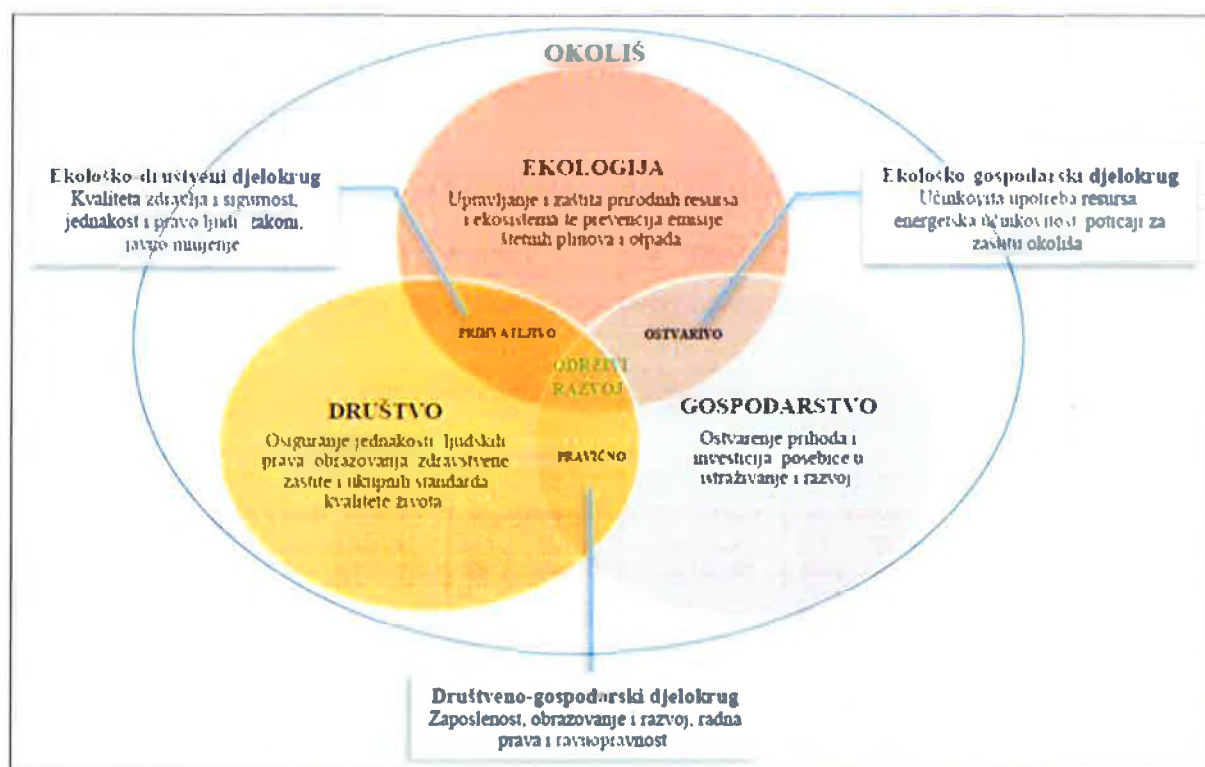 OKOLIŠ
EKOLOGIJA
Upravljanje i zaštita prirodnih resursa
i ekosistema te prevencija emisije
štetnih plinova i otpada
Ekološko-društveni djelokrug
Kvaliteta zdravlja i sigurnost,
jednakost i pravo ljudi zakoni,
javno mnijenje
Ekološko gospodarski djelokrug
Učinkovita upotreba resursa
energetska učinkovitost poticaji za
zaštitu okoliša
PRIHVATLJIVO
OSTVARIVO
ODRŽIVI
RAZVOJ
DRUŠTVO
Osiguranje jednakosti ljudskih
prava obrazovanja zdravstvene
zaštite i ukupnih standarda
kvalitete života
PRAVIČNO
GOSPODARSTVO
Ostvarenje prihoda i
investicija posebice u
istraživanje i razvoj
Društveno-gospodarski djelokrug
Zaposlenost, obrazovanje i razvoj, radna
prava i ravnopravnost